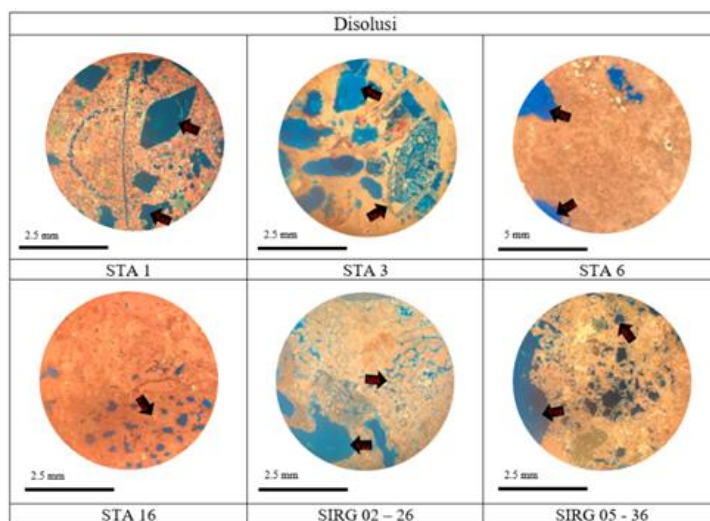 Disolusi
2.5 mm
2.5 mm
5 mm
STA 1
STA 3
STA 6
2.5 mm
2.5 mm
2.5 mm
STA 16
SIRG 02 – 26
SIRG 05 - 36